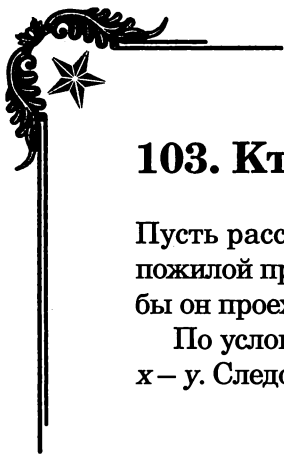 103. Кт
Пусть расс
пожилой пр
бы он проех
По услов
x – y. Следо